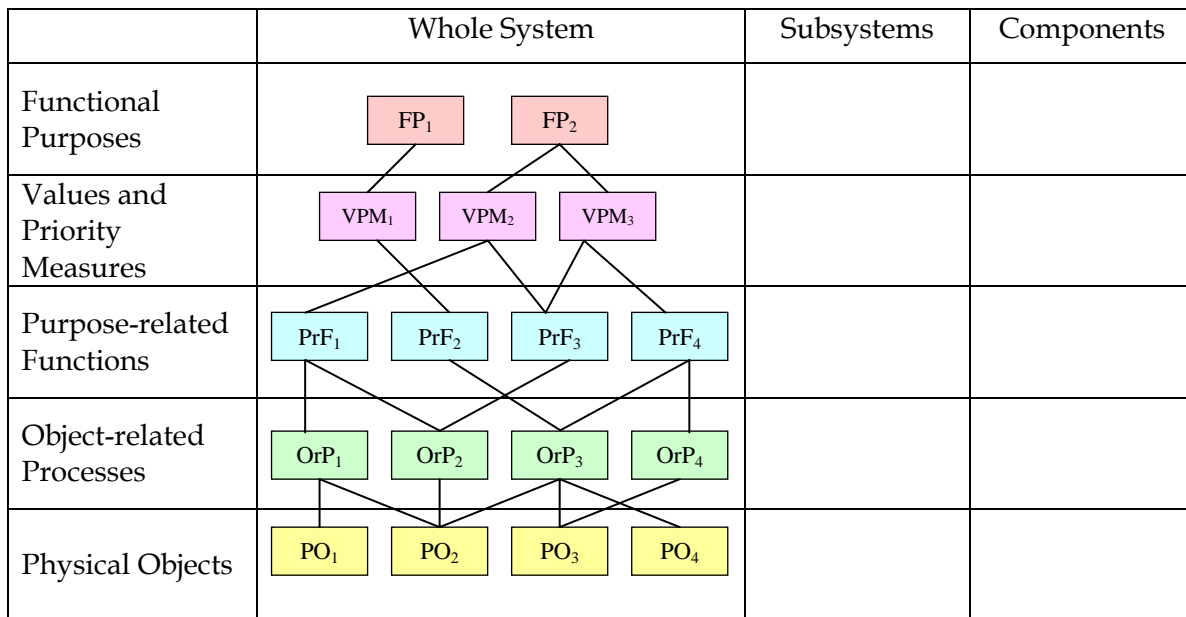 Whole System Subsystems Components
Functional
Purposes
FP₁ FP₂
Values and
Priority
Measures
VPM₁ VPM₂ VPM₃
Purpose-related
Functions
PrF₁ PrF₂ PrF₃ PrF₄
Object-related
Processes
OrP₁ OrP₂ OrP₃ OrP₄
Physical Objects
PO₁ PO₂ PO₃ PO₄